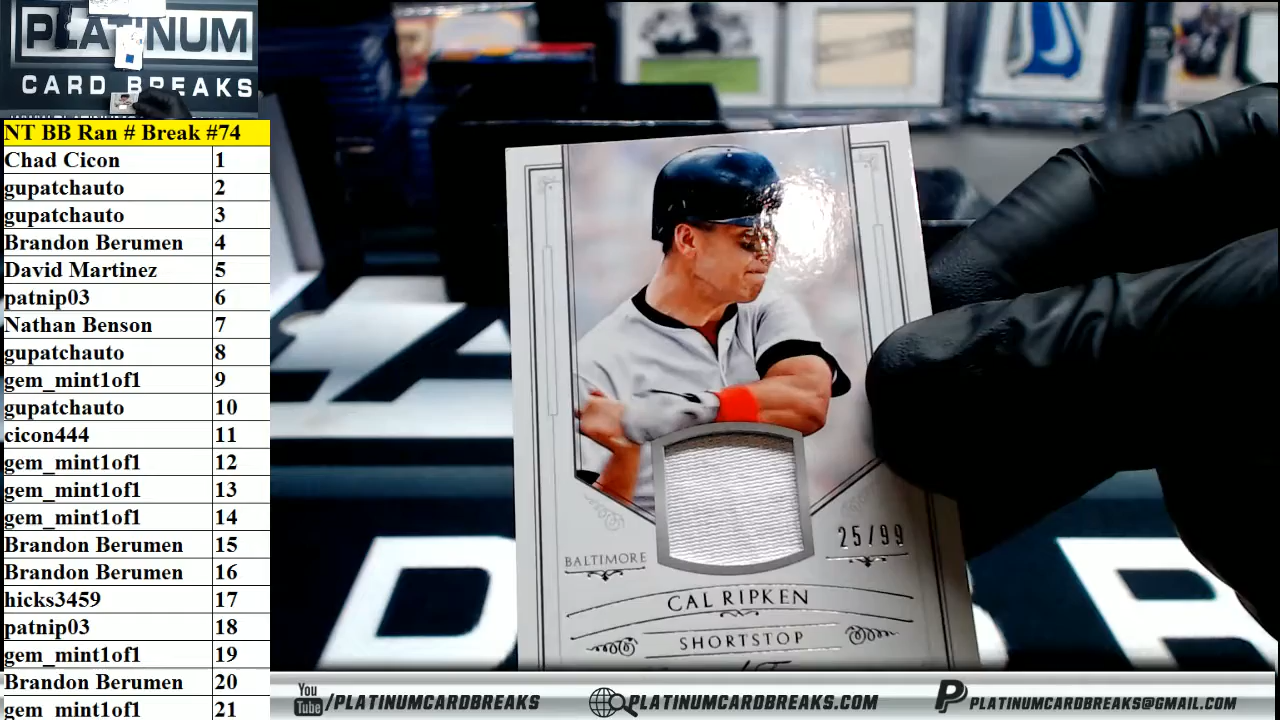 PLATINUM
CARD BREAKS
NT BB Ran # Break #74
Chad Cicon 1
gupatchauto 2
gupatchauto 3
Brandon Berumen 4
David Martinez 5
patnip03 6
Nathan Benson 7
gupatchauto 8
gem_mint1of1 9
gupatchauto 10
cicon444 11
gem_mint1of1 12
gem_mint1of1 13
gem_mint1of1 14
Brandon Berumen 15
Brandon Berumen 16
hicks3459 17
patnip03 18
gem_mint1of1 19
Brandon Berumen 20
gem_mint1of1 21
25/99
BALTIMORE
CAL RIPKEN
SHORTSTOP
You Tube /PLATINUMCARDBREAKS
PLATINUMCARDBREAKS.COM
PLATINUMCARDBREAKS@GMAIL.COM